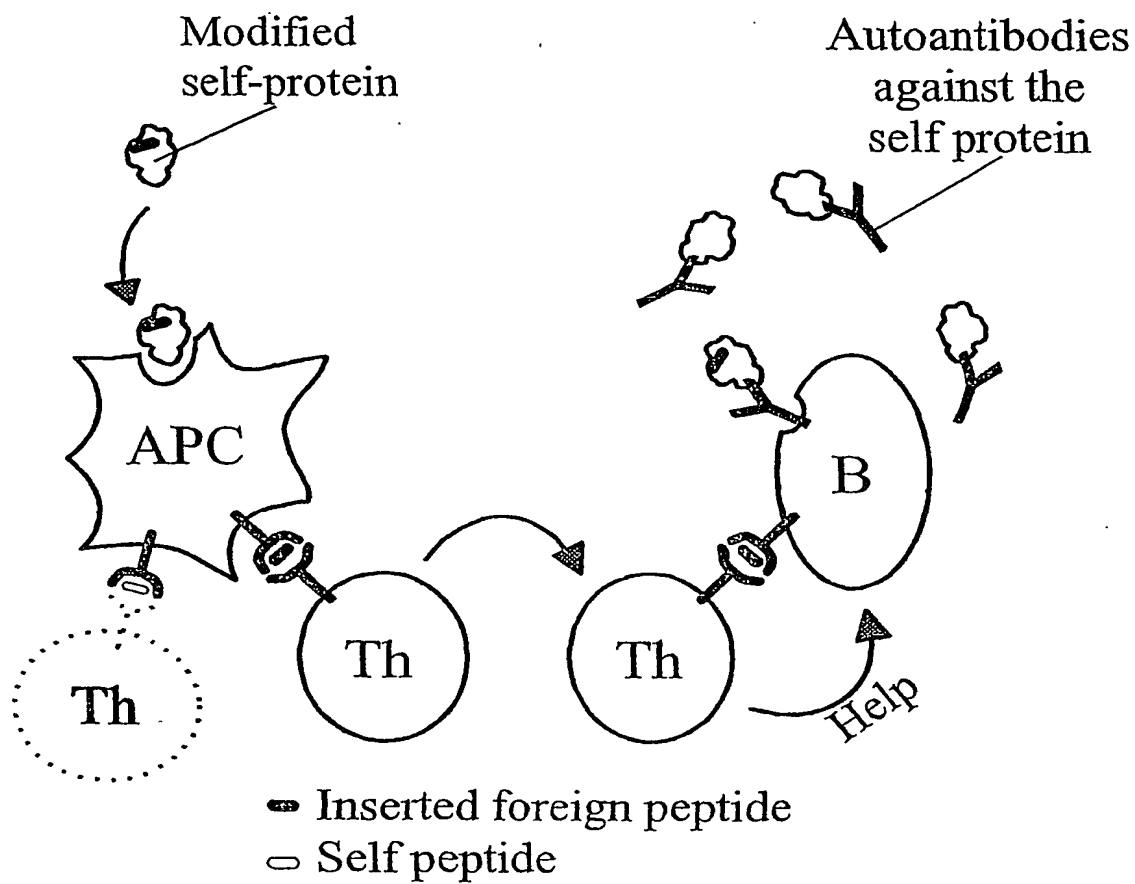 Modified
self-protein
Autoantibodies
against the
self protein
APC
B
Th
Th
Th
Help
Inserted foreign peptide
Self peptide